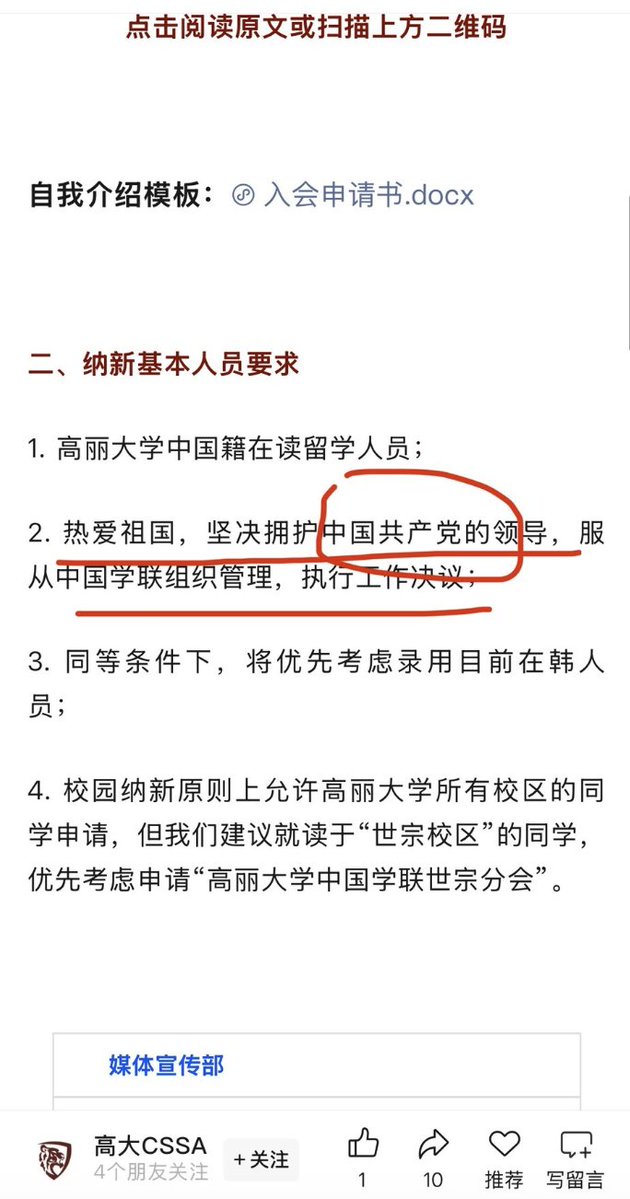 点击阅读原文或扫描上方二维码
自我介绍模板：入会申请书.docx
二、纳新基本人员要求
1. 高丽大学中国籍在读留学人员；
2. 热爱祖国，坚决拥护中国共产党的领导，服
从中国学联组织管理，执行工作决议；
3. 同等条件下，将优先考虑录用目前在韩人
员；
4. 校园纳新原则上允许高丽大学所有校区的同
学申请，但我们建议就读于“世宗校区”的同学，
优先考虑申请“高丽大学中国学联世宗分会”。
媒体宣传部
高大CSSA
4个朋友关注
+关注
1
10
推荐
写留言